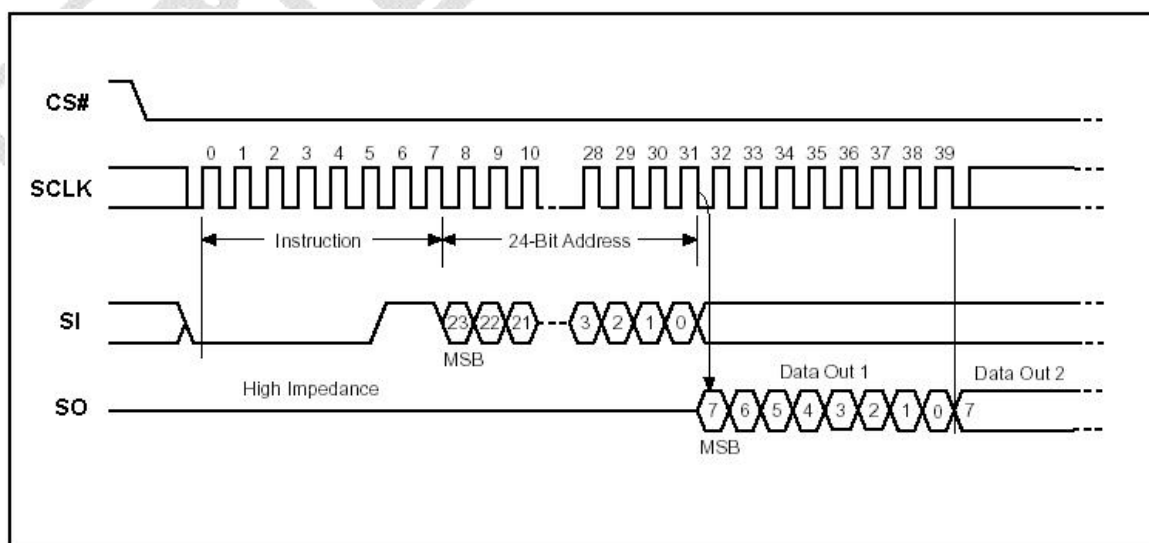 CS#
0 1 2 3 4 5 6 7 8 9 10 28 29 30 31 32 33 34 35 36 37 38 39
SCLK
Instruction 24-Bit Address
SI 23 22 21 3 2 1 0
MSB
High Impedance Data Out 1 Data Out 2
SO 7 6 5 4 3 2 1 0 7
MSB